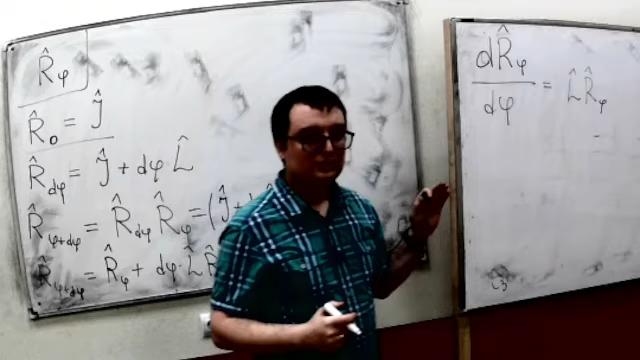 R̂φ
R̂₀ = Ĵ
R̂dφ = Ĵ + dφ L̂
R̂φ+dφ = R̂dφ R̂φ = (Ĵ +
R̂φ+dφ = R̂φ + dφ L̂ R̂
dR̂φ
dφ = L̂ R̂φ